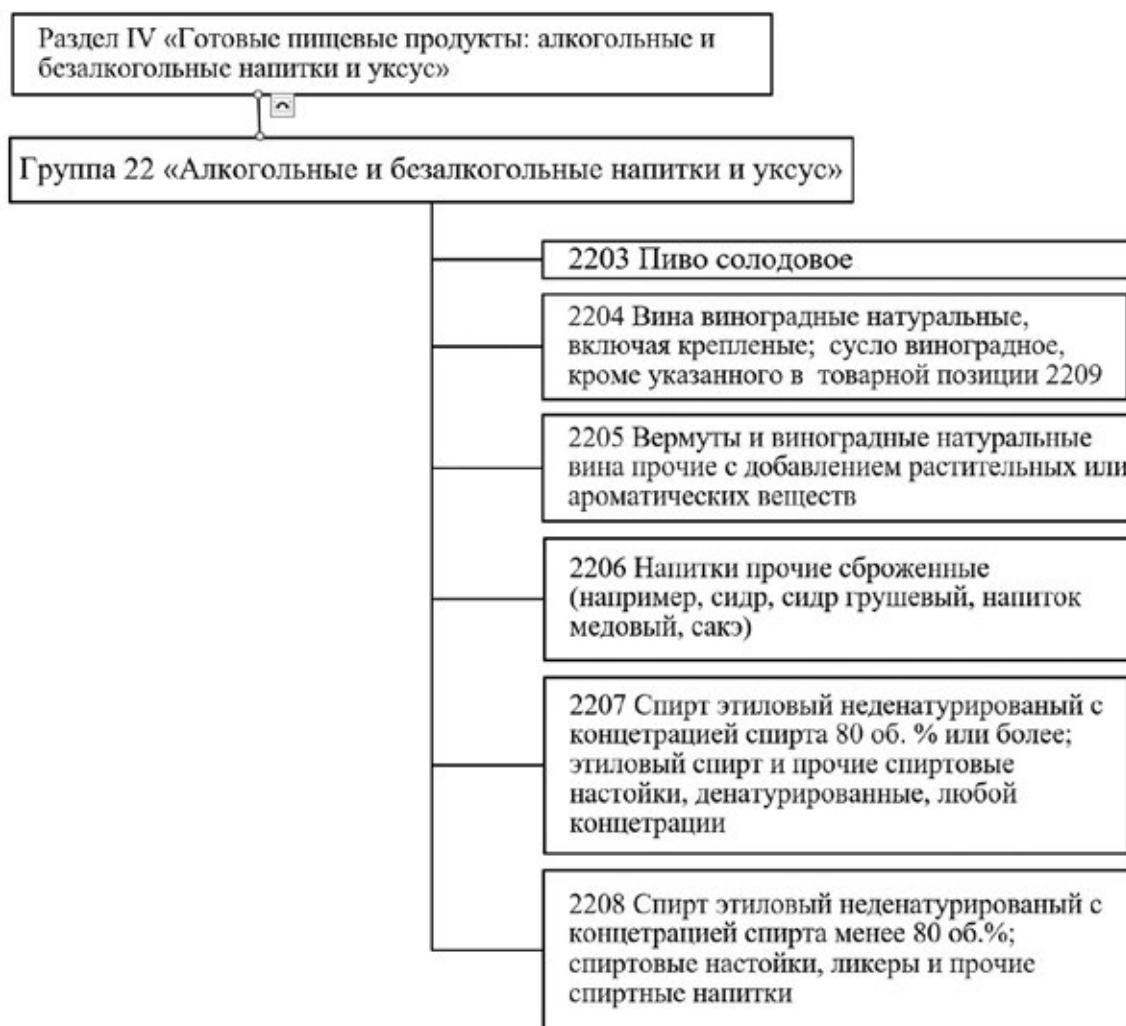 Раздел IV «Готовые пищевые продукты: алкогольные и
безалкогольные напитки и уксус»
Группа 22 «Алкогольные и безалкогольные напитки и уксус»
2203 Пиво солодовое
2204 Вина виноградные натуральные,
включая крепленые; сусло виноградное,
кроме указанного в товарной позиции 2209
2205 Вермуты и виноградные натуральные
вина прочие с добавлением растительных или
ароматических веществ
2206 Напитки прочие сброженные
(например, сидр, сидр грушевый, напиток
медовый, сакэ)
2207 Спирт этиловый неденатурированый с
концетрацией спирта 80 об. % или более;
этиловый спирт и прочие спиртовые
настойки, денатурированные, любой
концетрации
2208 Спирт этиловый неденатурированый с
концетрацией спирта менее 80 об.%;
спиртовые настойки, ликеры и прочие
спиртные напитки